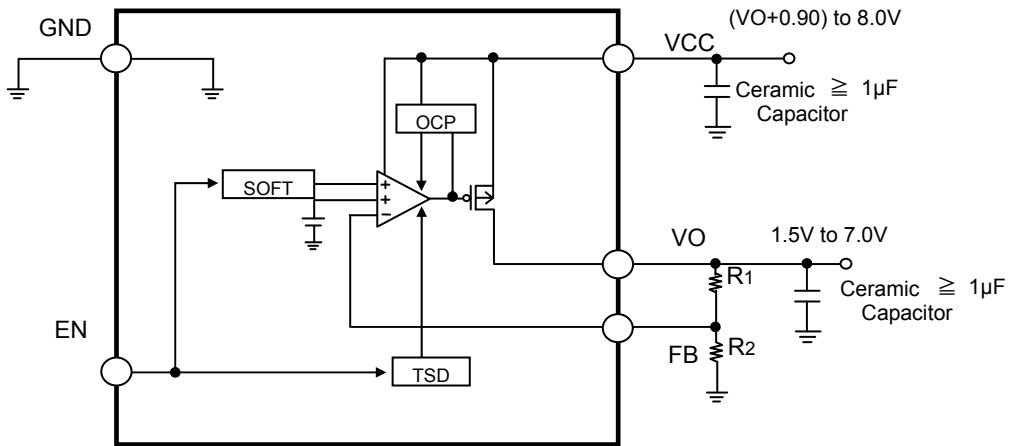 GND
(VO+0.90) to 8.0V
VCC
Ceramic ≧ 1µF
Capacitor
OCP
SOFT
+
+
−
VO
1.5V to 7.0V
R1
Ceramic ≧ 1µF
Capacitor
EN
FB
R2
TSD